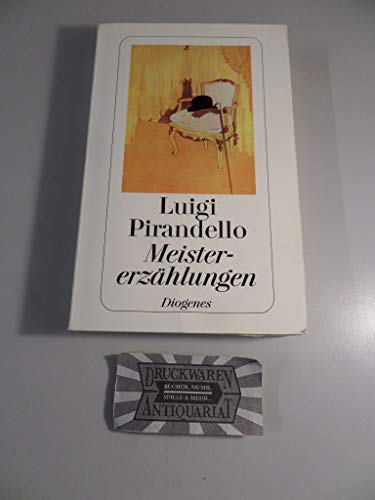 Luigi
Pirandello
Meister-
erzählungen
Diogenes
DRUCKWAREN
BÜCHER, MUSIK,
SPIELE & MEHR...
ANTIQUARIAT